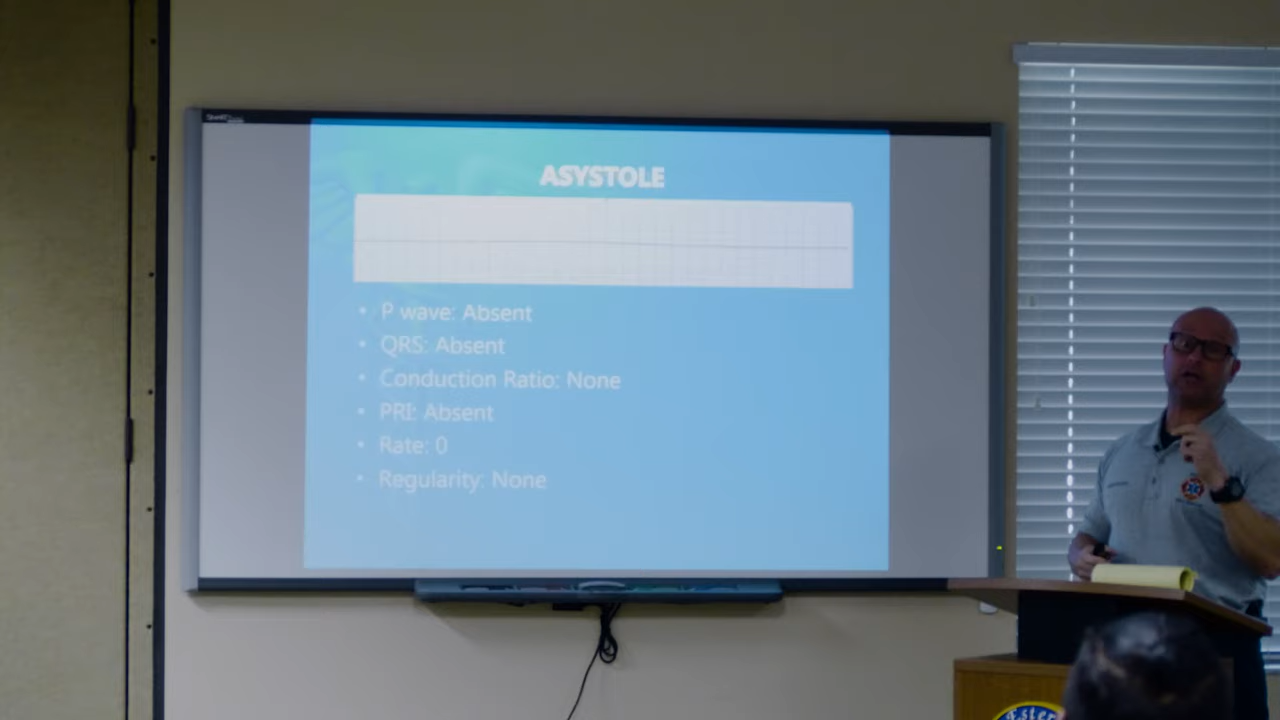 ASYSTOLE
• P wave: Absent
• QRS: Absent
• Conduction Ratio: None
• PRI: Absent
• Rate: 0
• Regularity: None